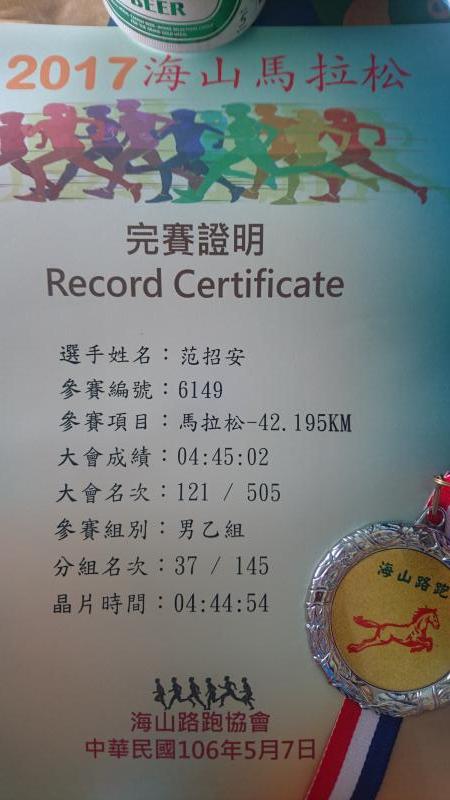 BEER
2017海山馬拉松
完賽證明
Record Certificate
選手姓名：范招安
參賽編號：6149
參賽項目：馬拉松-42.195KM
大會成績：04:45:02
大會名次：121 / 505
參賽組別：男乙組
分組名次：37 / 145
晶片時間：04:44:54
海山路跑
海山路跑協會
中華民國106年5月7日